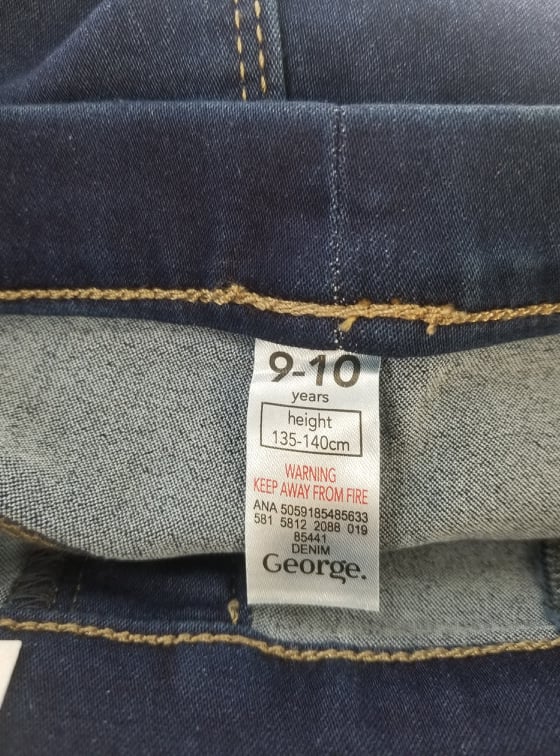 9-10
years
height
135-140cm
WARNING
KEEP AWAY FROM FIRE
ANA 5059185485633
581 5812 2088 019
85441
DENIM
George.